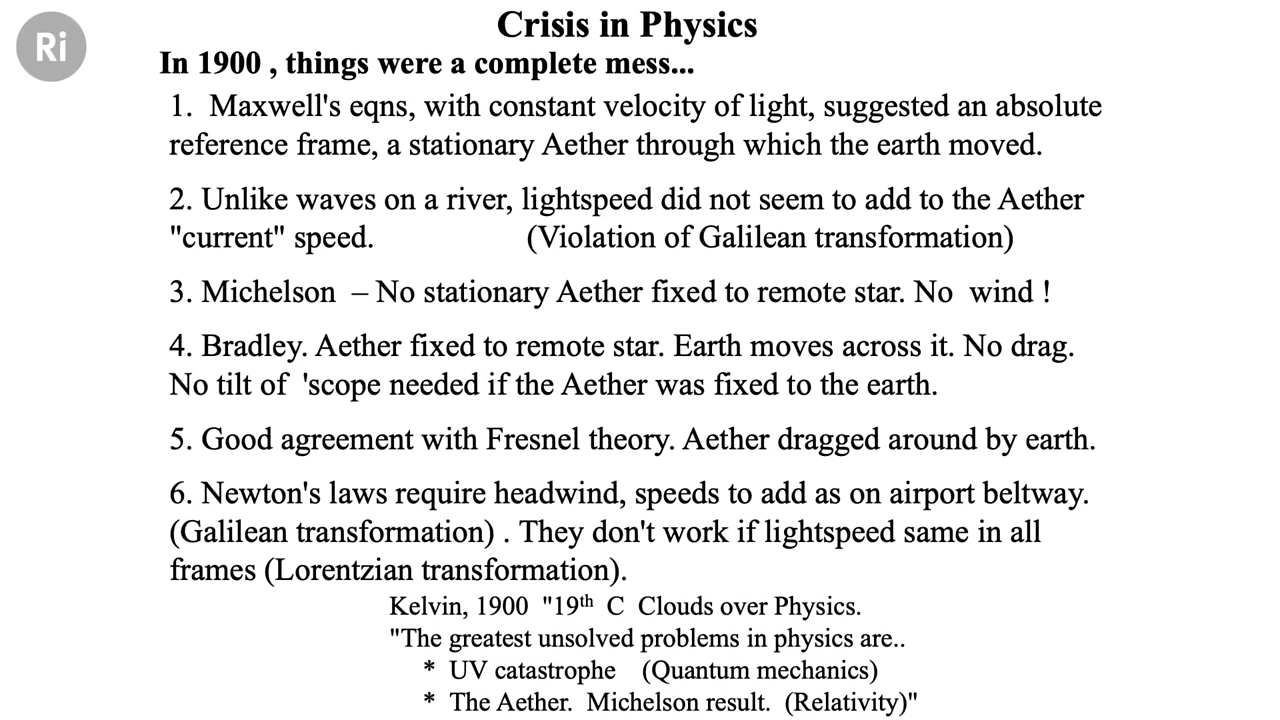 Ri
Crisis in Physics
In 1900 , things were a complete mess...
1. Maxwell's eqns, with constant velocity of light, suggested an absolute
reference frame, a stationary Aether through which the earth moved.
2. Unlike waves on a river, lightspeed did not seem to add to the Aether
"current" speed. (Violation of Galilean transformation)
3. Michelson – No stationary Aether fixed to remote star. No wind !
4. Bradley. Aether fixed to remote star. Earth moves across it. No drag.
No tilt of 'scope needed if the Aether was fixed to the earth.
5. Good agreement with Fresnel theory. Aether dragged around by earth.
6. Newton's laws require headwind, speeds to add as on airport beltway.
(Galilean transformation) . They don't work if lightspeed same in all
frames (Lorentzian transformation).
Kelvin, 1900 "19th C Clouds over Physics.
"The greatest unsolved problems in physics are..
* UV catastrophe (Quantum mechanics)
* The Aether. Michelson result. (Relativity)"